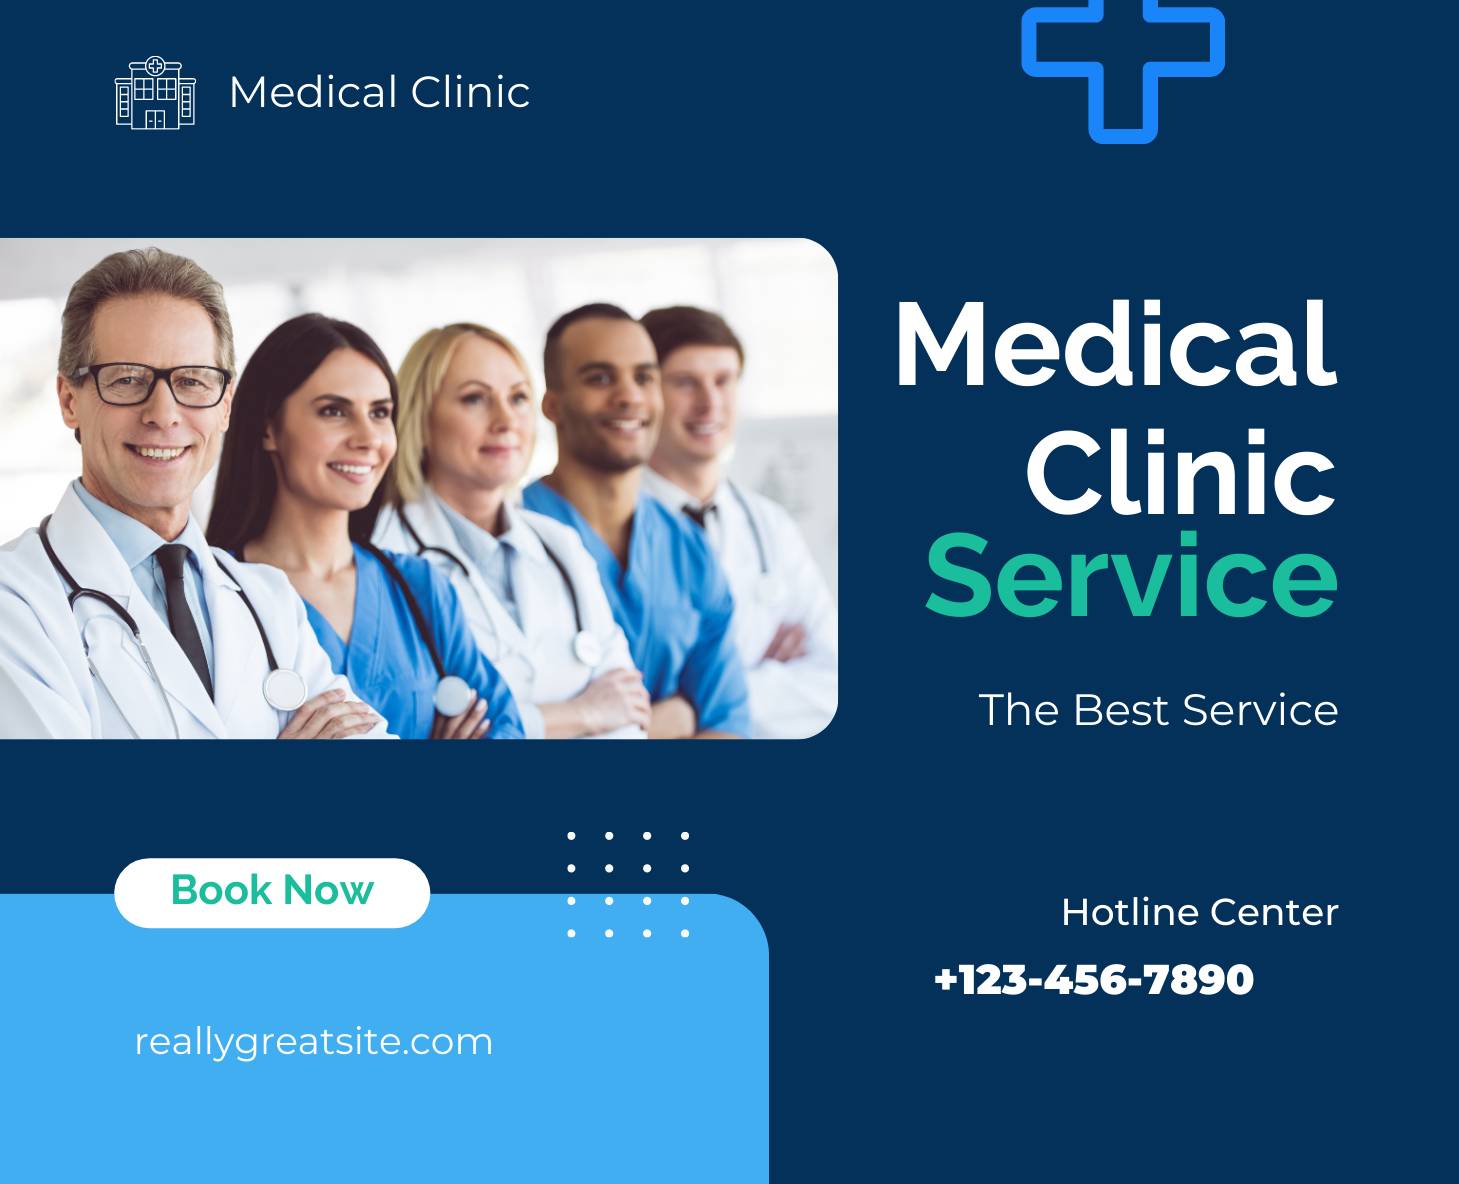 Medical Clinic
Medical
Clinic
Service
The Best Service
Book Now
reallygreatsite.com
Hotline Center
+123-456-7890